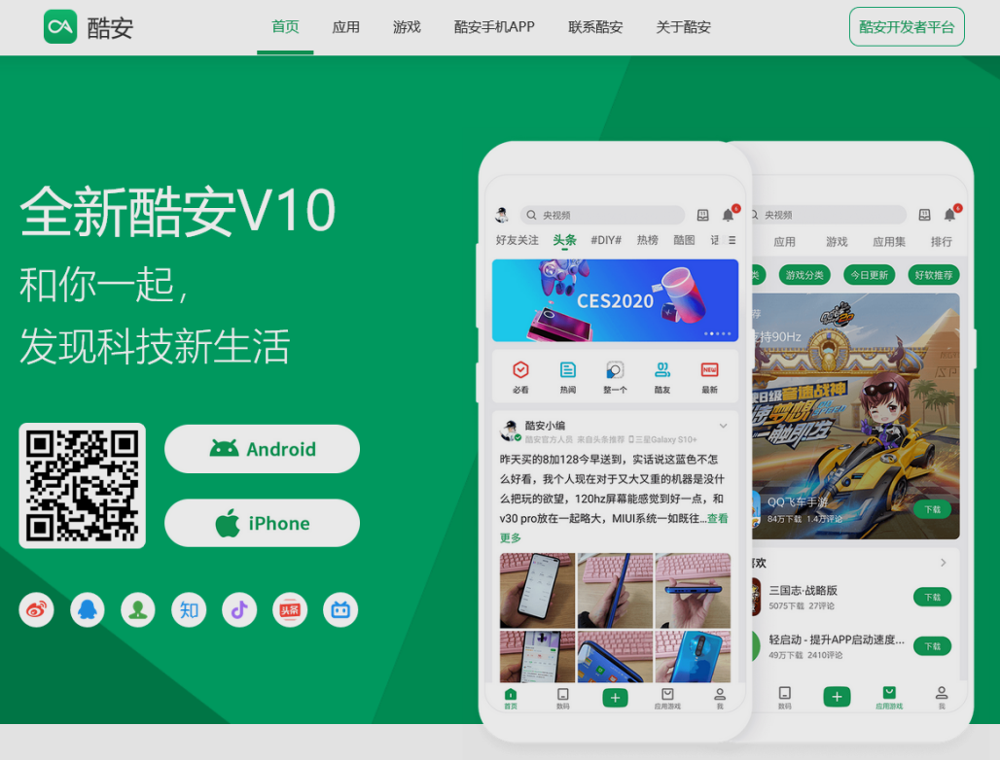 酷安
首页
应用
游戏
酷安手机APP
联系酷安
关于酷安
酷安开发者平台
全新酷安V10
和你一起，
发现科技新生活
Android
iPhone
知
头条
央视频
6
好友关注
头条
#DIY#
热榜
酷图
CES2020
必看
热闻
整一个
酷友
NEW
最新
酷安小编
酷安官方人员 来自头条推荐 三星Galaxy S10+
昨天买的8加128今早送到，实话说这蓝色不怎
么好看，我个人现在对于又大又重的机器是没什
么把玩的欲望，120hz屏幕能感觉到好一点，和
v30 pro放在一起略大，MIUI系统一如既往...查看
更多
首页
数码
应用游戏
我
央视频
6
应用
游戏
应用集
排行
类
游戏分类
今日更新
好软推荐
荐
支持90Hz
梦想
一触即发
QQ飞车手游
84万下载 1.4万评论
下载
喜欢
三国志·战略版
5075下载 27评论
下载
轻启动 - 提升APP启动速度...
49万下载 2410评论
下载
数码
应用游戏
我